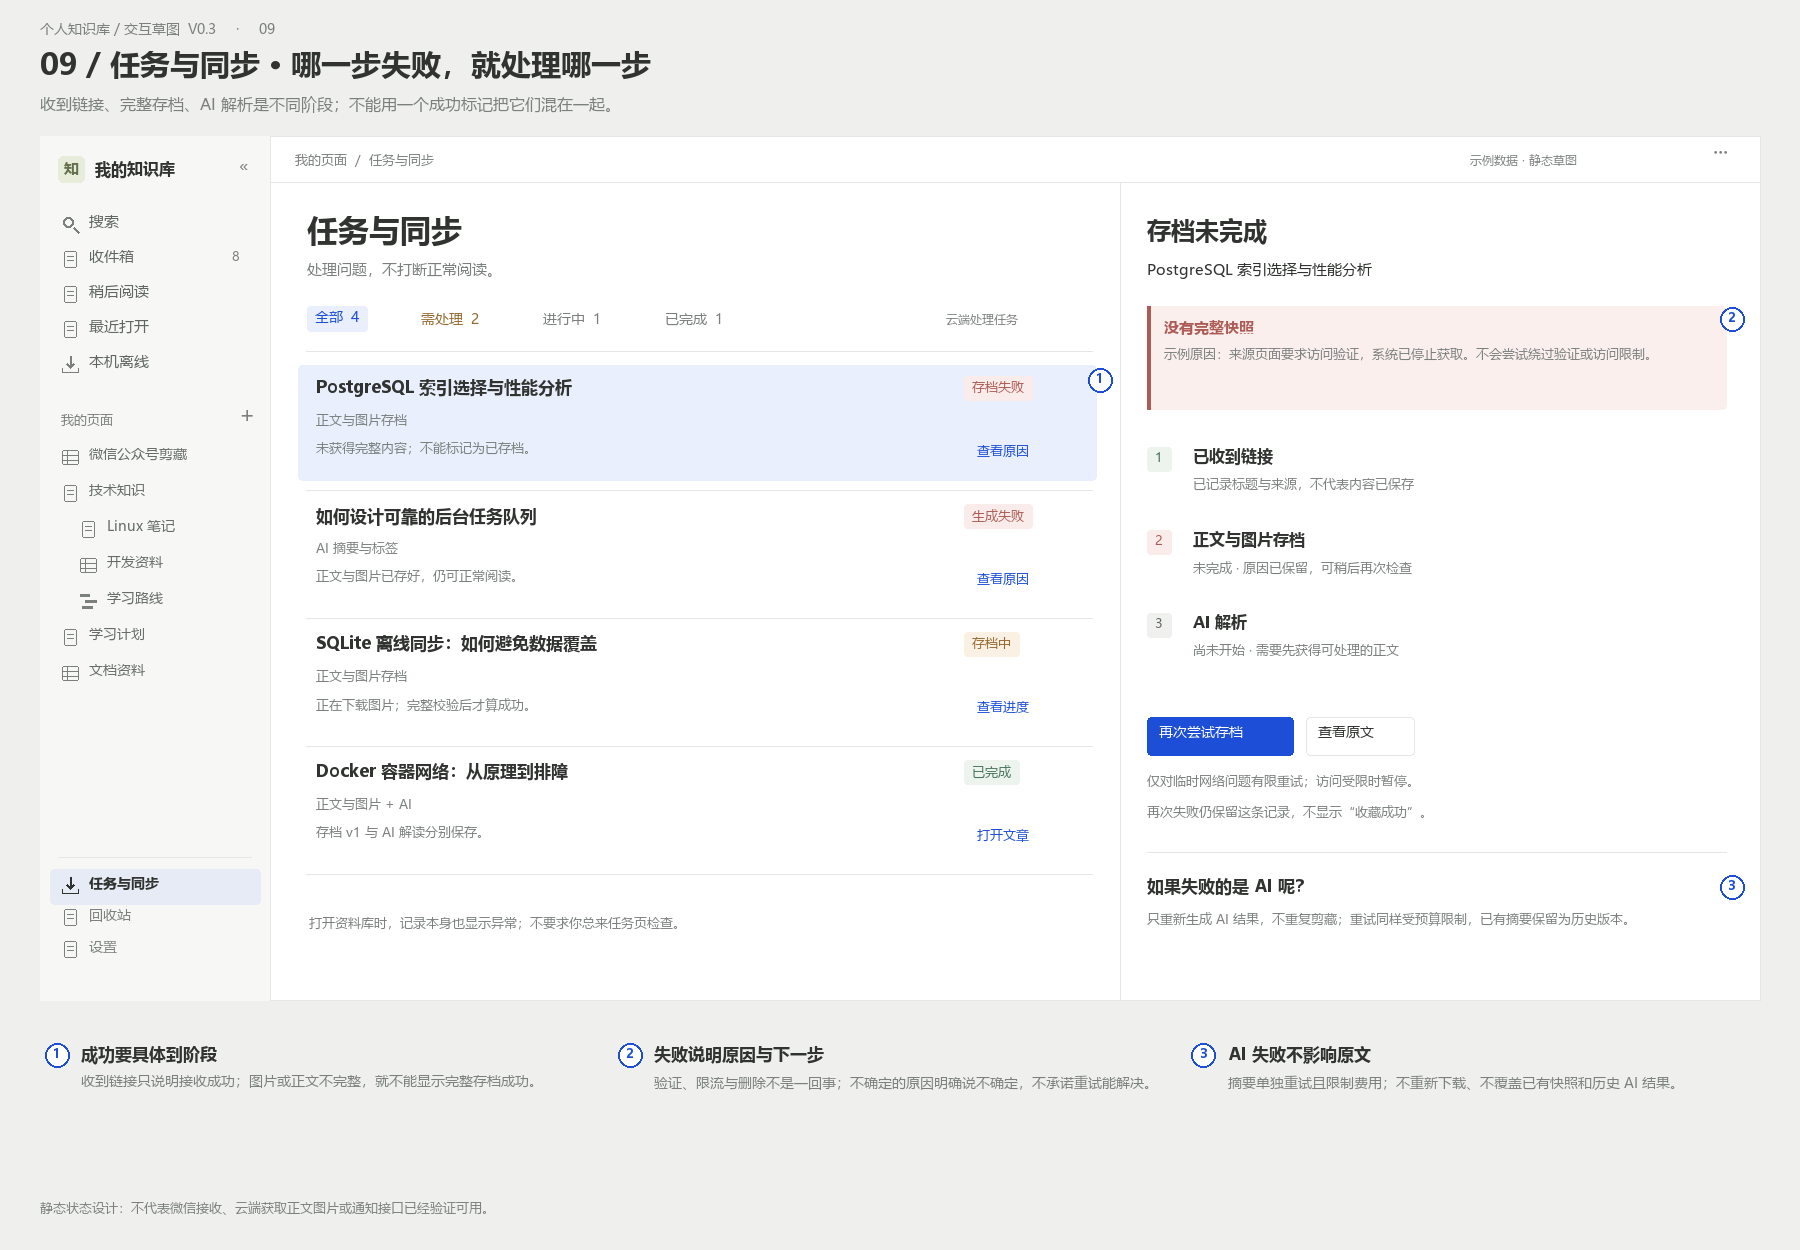 个人知识库 / 交互草图 V0.3 · 09
09 / 任务与同步 • 哪一步失败，就处理哪一步
收到链接、完整存档、AI 解析是不同阶段；不能用一个成功标记把它们混在一起。
知 我的知识库 «
搜索
收件箱 8
稍后阅读
最近打开
本机离线
我的页面 +
微信公众号剪藏
技术知识
Linux 笔记
开发资料
学习路线
学习计划
文档资料
任务与同步
回收站
设置
我的页面 / 任务与同步
示例数据 · 静态草图 ···
任务与同步
处理问题，不打断正常阅读。
全部 4 需处理 2 进行中 1 已完成 1 云端处理任务
PostgreSQL 索引选择与性能分析 存档失败 1
正文与图片存档
未获得完整内容；不能标记为已存档。 查看原因
如何设计可靠的后台任务队列 生成失败
AI 摘要与标签
正文与图片已存好，仍可正常阅读。 查看原因
SQLite 离线同步：如何避免数据覆盖 存档中
正文与图片存档
正在下载图片；完整校验后才算成功。 查看进度
Docker 容器网络：从原理到排障 已完成
正文与图片 + AI
存档 v1 与 AI 解读分别保存。 打开文章
打开资料库时，记录本身也显示异常；不要求你总来任务页检查。
存档未完成
PostgreSQL 索引选择与性能分析
没有完整快照 2
示例原因：来源页面要求访问验证，系统已停止获取。不会尝试绕过验证或访问限制。
1 已收到链接
已记录标题与来源，不代表内容已保存
2 正文与图片存档
未完成 · 原因已保留，可稍后再次检查
3 AI 解析
尚未开始 · 需要先获得可处理的正文
再次尝试存档 查看原文
仅对临时网络问题有限重试；访问受限时暂停。
再次失败仍保留这条记录，不显示“收藏成功”。
如果失败的是 AI 呢？ 3
只重新生成 AI 结果，不重复剪藏；重试同样受预算限制，已有摘要保留为历史版本。
1 成功要具体到阶段
收到链接只说明接收成功；图片或正文不完整，就不能显示完整存档成功。
2 失败说明原因与下一步
验证、限流与删除不是一回事；不确定的原因明确说不确定，不承诺重试能解决。
3 AI 失败不影响原文
摘要单独重试且限制费用；不重新下载、不覆盖已有快照和历史 AI 结果。
静态状态设计：不代表微信接收、云端获取正文图片或通知接口已经验证可用。